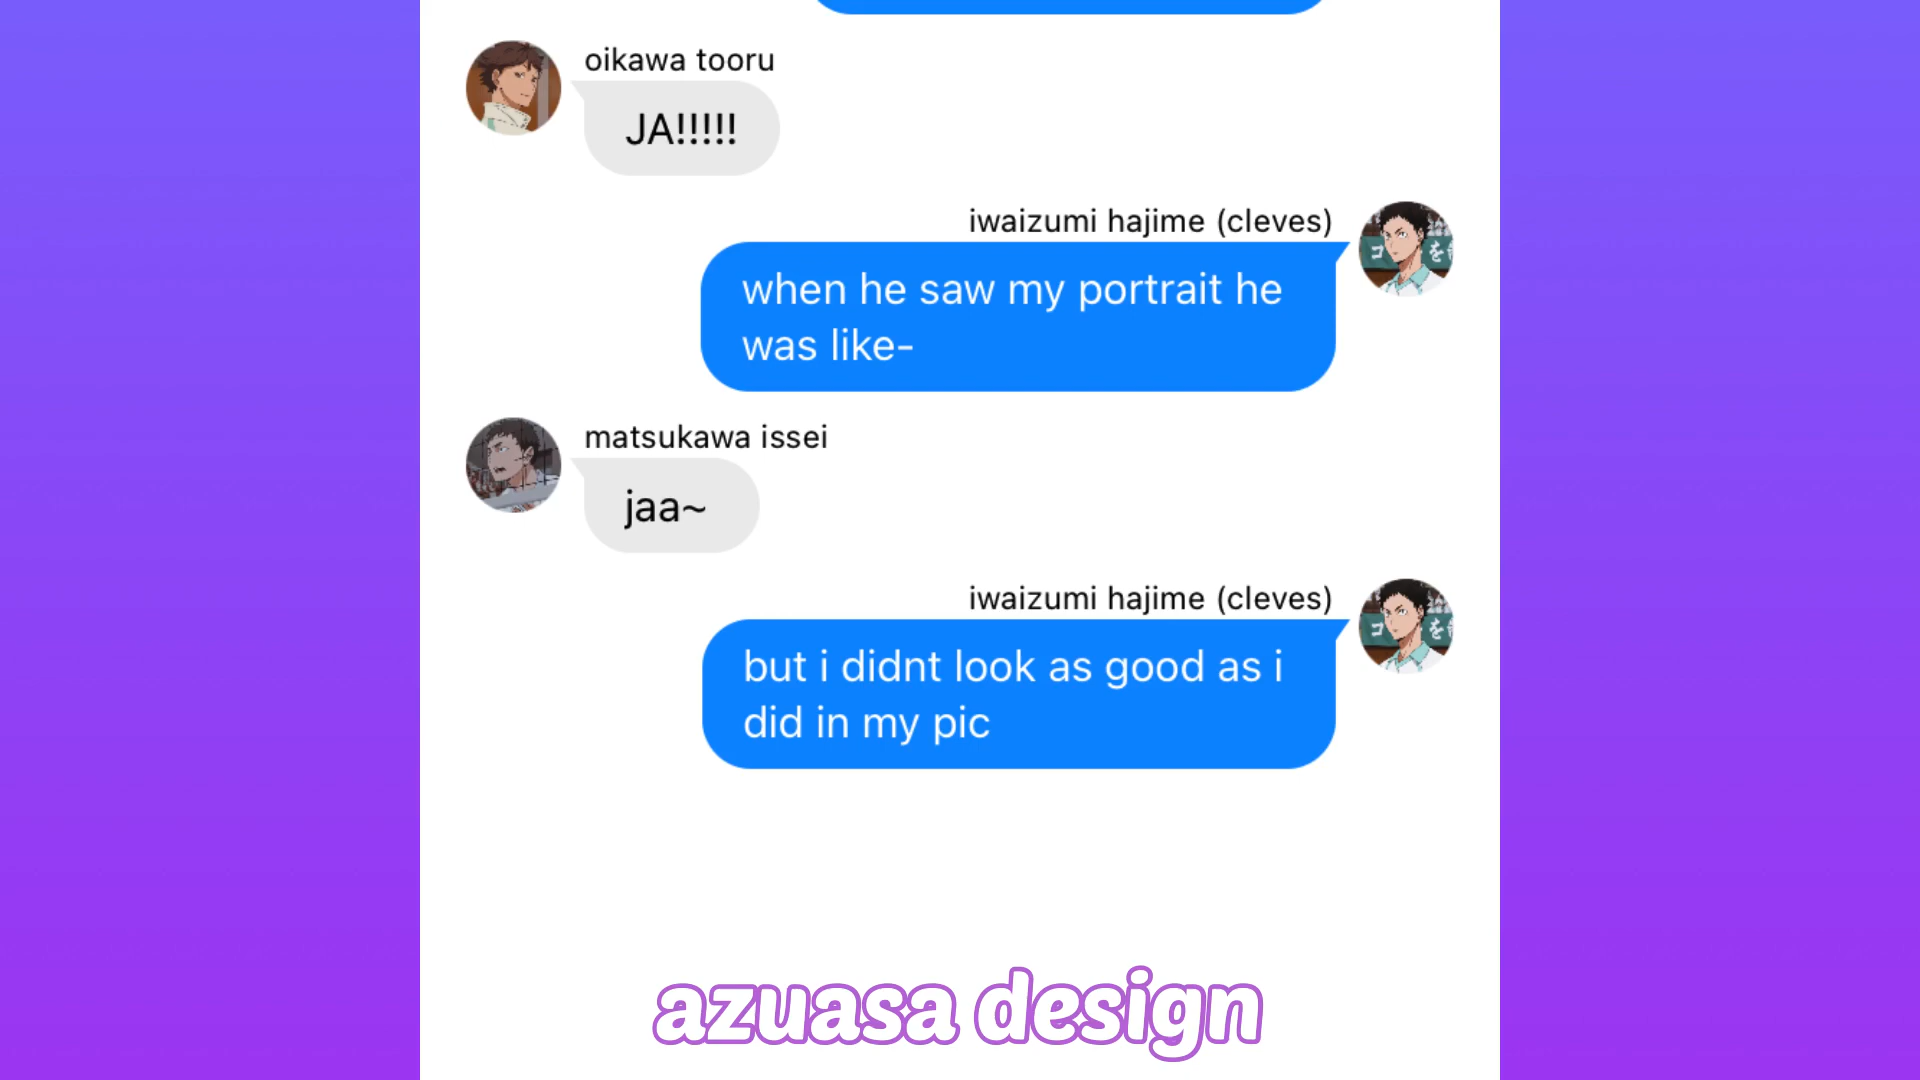 oikawa tooru
JA!!!!!
iwaizumi hajime (cleves)
when he saw my portrait he
was like-
matsukawa issei
jaa~
iwaizumi hajime (cleves)
but i didnt look as good as i
did in my pic
azuasa design